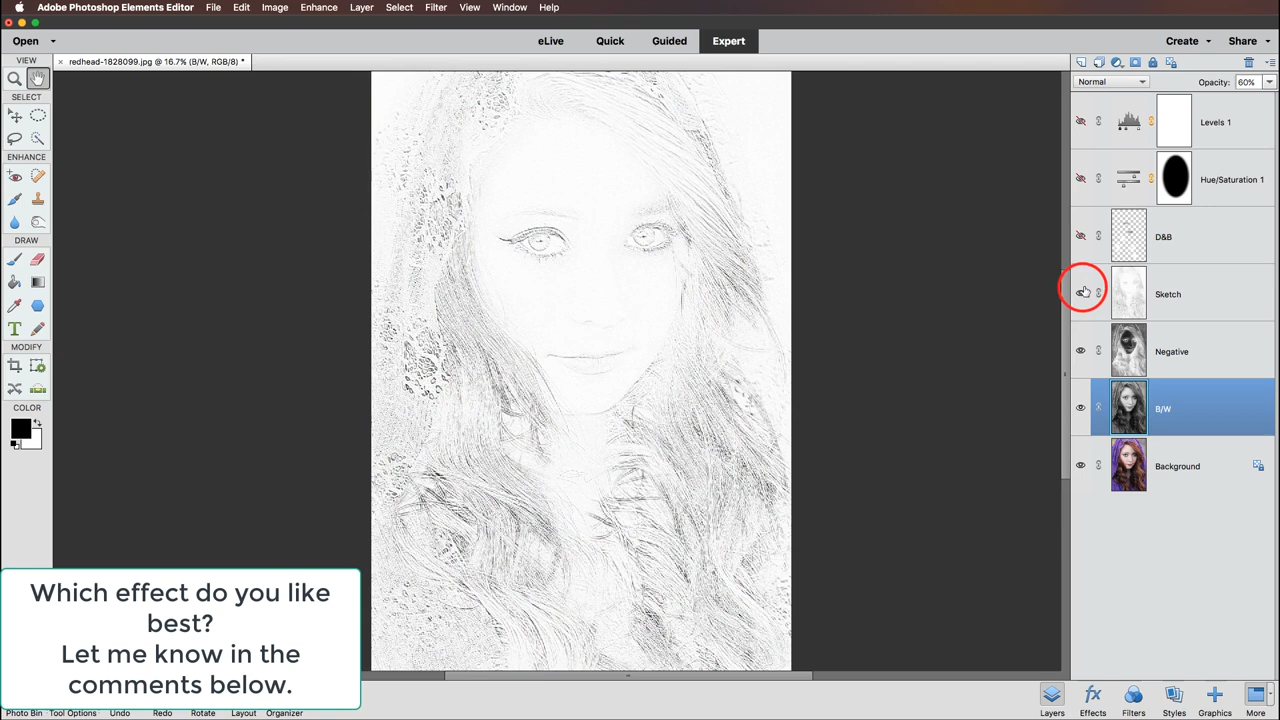 Adobe Photoshop Elements Editor File Edit Image Enhance Layer Select Filter View Window Help
Open eLive Quick Guided Expert Create Share
VIEW
× redhead-1828099.jpg @ 16.7% (B/W, RGB/8) *
Normal Opacity: 60%
SELECT
Levels 1
ENHANCE
Hue/Saturation 1
DRAW
D&B
Sketch
MODIFY
Negative
COLOR
B/W
Background
Which effect do you like
best?
Let me know in the
comments below.
Photo Bin Tool Options Undo Redo Rotate Layout Organizer
Layers Effects Filters Styles Graphics More